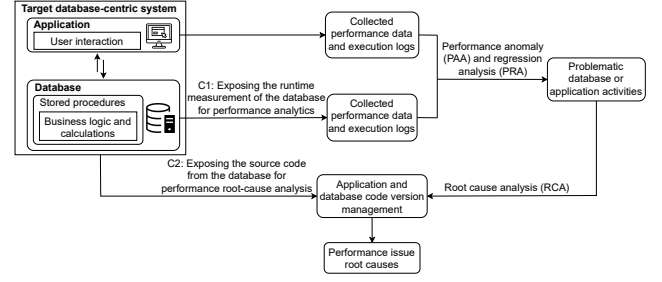 Target database-centric system
Application
User interaction
Database
Stored procedures
Business logic and
calculations
Collected
performance data
and execution logs
C1: Exposing the runtime
measurement of the database
for performance analytics
Collected
performance data
and execution logs
Performance anomaly
(PAA) and regression
analysis (PRA)
Problematic
database or
application activities
C2: Exposing the source code
from the database for
performance root-cause analysis
Application and
database code version
management
Root cause analysis (RCA)
Performance issue
root causes